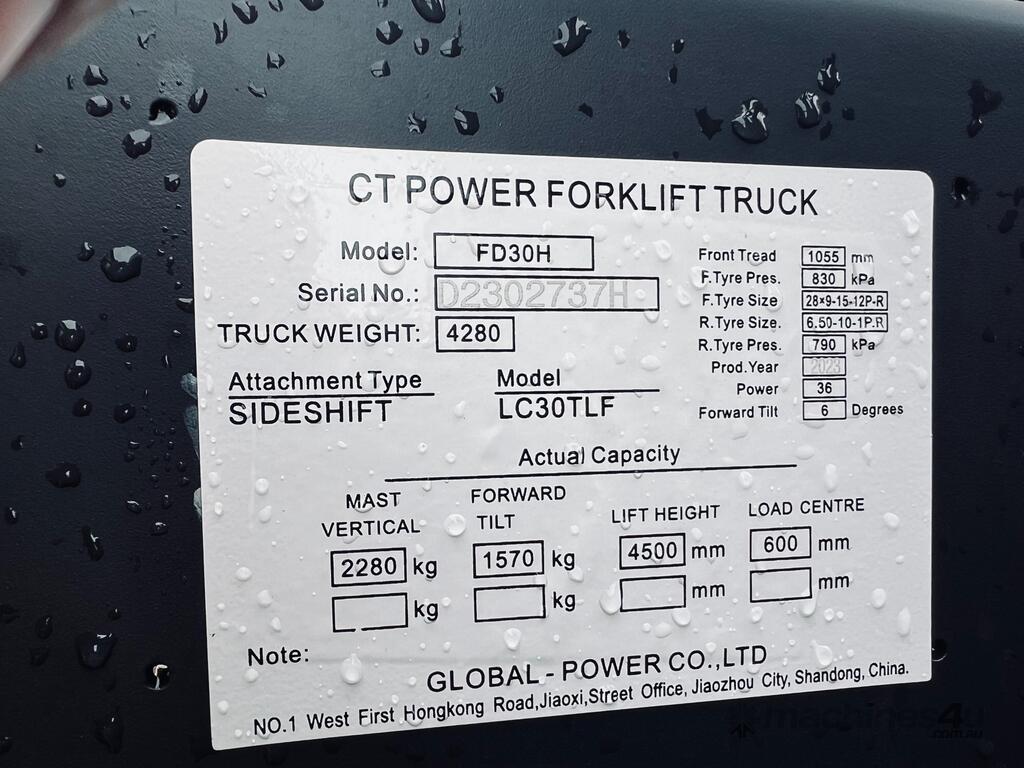 CT POWER FORKLIFT TRUCK
Model: FD30H
Serial No.: D2302737H
TRUCK WEIGHT: 4280
Attachment Type Model
SIDESHIFT LC30TLF
Front Tread 1055 mm
F.Tyre Pres. 830 kPa
F.Tyre Size 28×9-15-12P-R
R.Tyre Size. 6.50-10-1P.R
R.Tyre Pres. 790 kPa
Prod.Year 2023
Power 36
Forward Tilt 6 Degrees
Actual Capacity
MAST VERTICAL FORWARD TILT LIFT HEIGHT LOAD CENTRE
2280 kg 1570 kg 4500 mm 600 mm
kg kg mm mm
Note:
GLOBAL - POWER CO.,LTD
NO.1 West First Hongkong Road,Jiaoxi,Street Office, Jiaozhou City, Shandong, China.
machines4u
.com.au